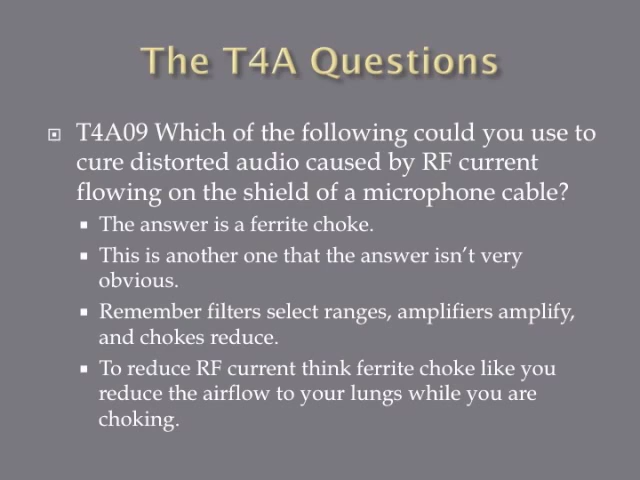 The T4A Questions
T4A09 Which of the following could you use to
cure distorted audio caused by RF current
flowing on the shield of a microphone cable?
The answer is a ferrite choke.
This is another one that the answer isn’t very
obvious.
Remember filters select ranges, amplifiers amplify,
and chokes reduce.
To reduce RF current think ferrite choke like you
reduce the airflow to your lungs while you are
choking.